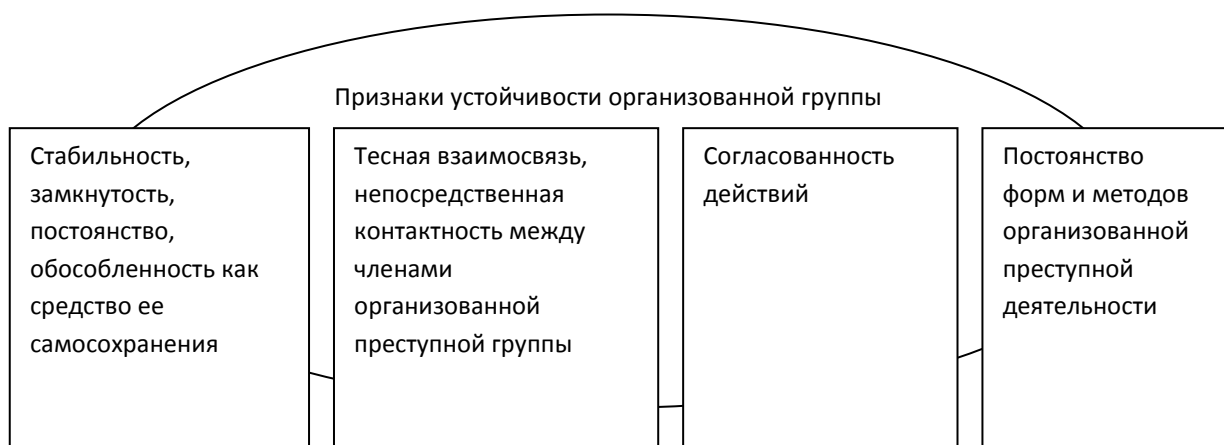 Признаки устойчивости организованной группы
Стабильность,
замкнутость,
постоянство,
обособленность как
средство ее
самосохранения
Тесная взаимосвязь,
непосредственная
контактность между
членами
организованной
преступной группы
Согласованность
действий
Постоянство
форм и методов
организованной
преступной
деятельности